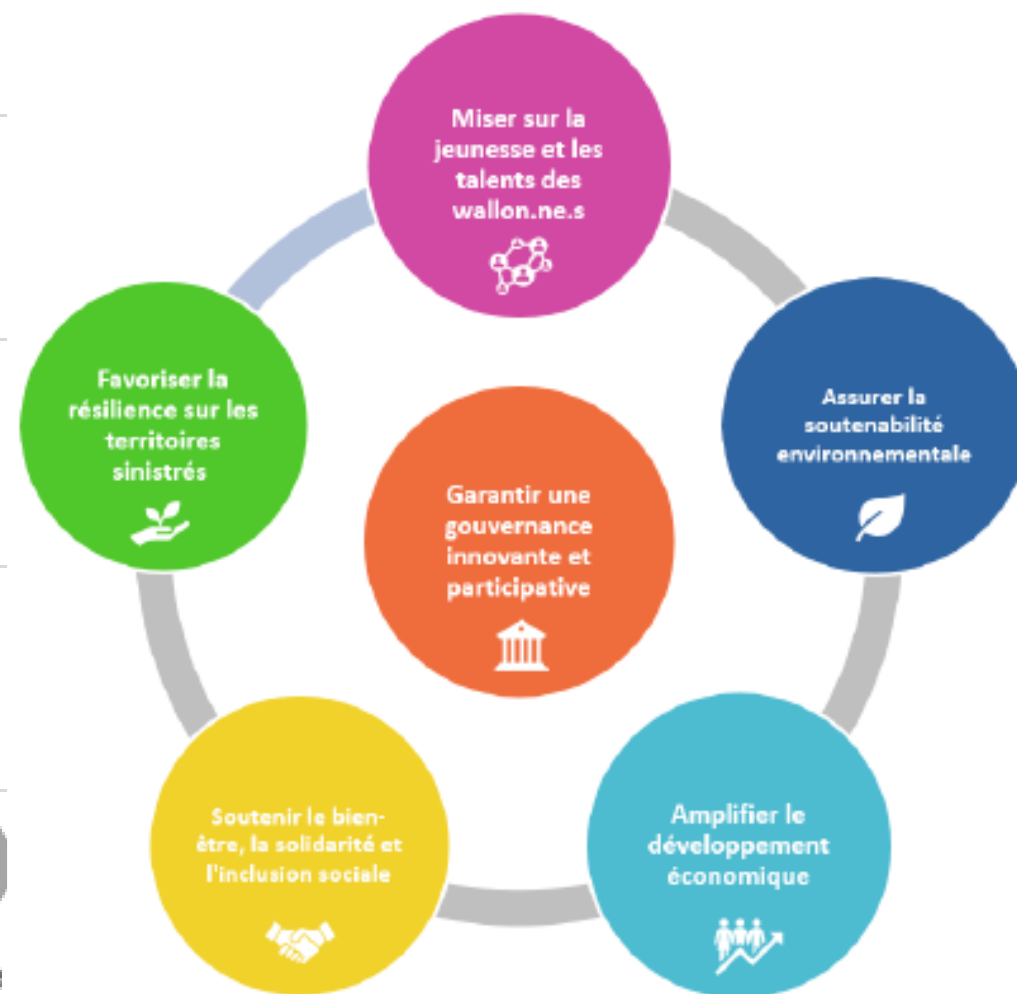 Miser sur la
jeunesse et les
talents des
wallon.ne.s
Assurer la
soutenabilité
environnementale
Favoriser la
résilience sur les
territoires
sinistrés
Garantir une
gouvernance
innovante et
participative
Soutenir le bien-
être, la solidarité et
l'inclusion sociale
Amplifier le
développement
économique